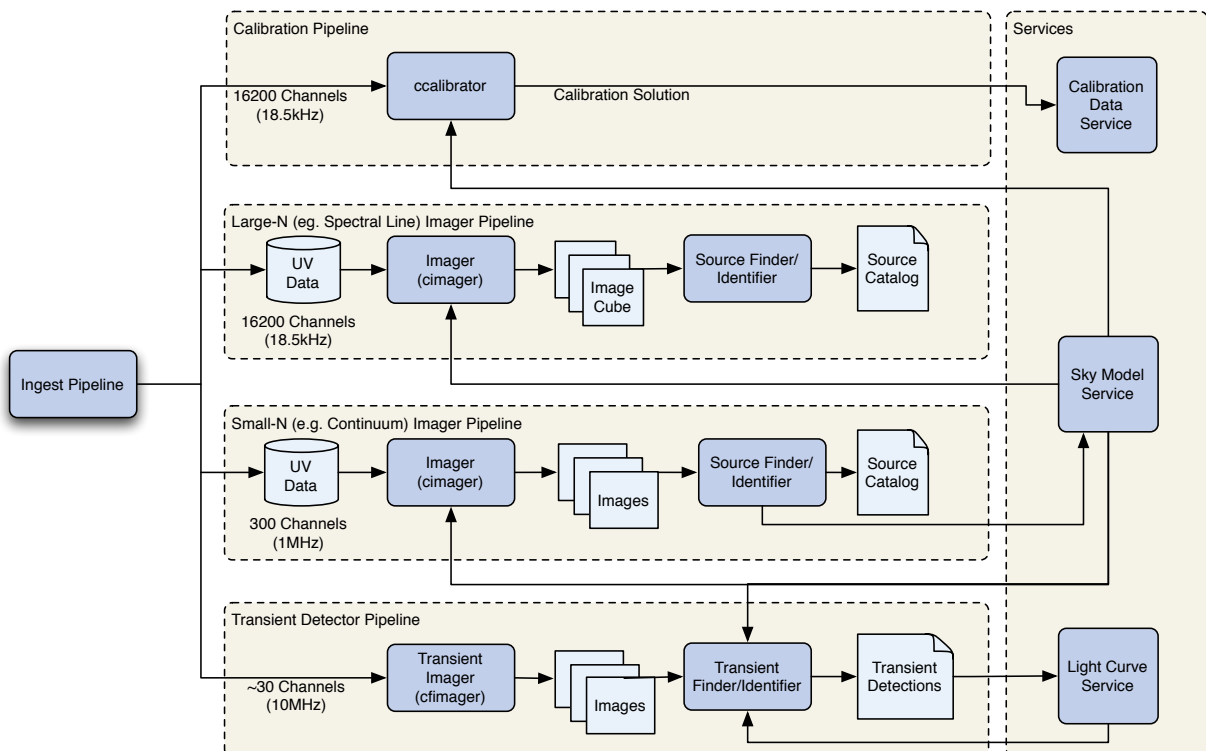 Calibration Pipeline
Services
ccalibrator
16200 Channels
(18.5kHz)
Calibration Solution
Calibration
Data
Service
Large-N (eg. Spectral Line) Imager Pipeline
UV
Data
Imager
(cimager)
Image
Cube
Source Finder/
Identifier
Source
Catalog
16200 Channels
(18.5kHz)
Ingest Pipeline
Sky Model
Service
Small-N (e.g. Continuum) Imager Pipeline
UV
Data
Imager
(cimager)
Images
Source Finder/
Identifier
Source
Catalog
300 Channels
(1MHz)
Transient Detector Pipeline
~30 Channels
(10MHz)
Transient
Imager
(cfimager)
Images
Transient
Finder/Identifier
Transient
Detections
Light Curve
Service